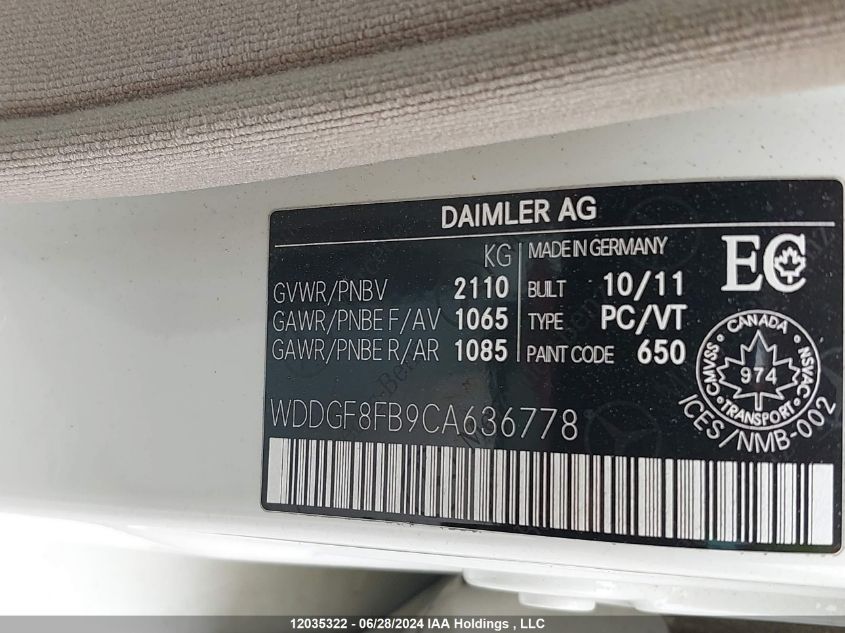 DAIMLER AG
KG
GVWR/PNBV 2110
GAWR/PNBE F/AV 1065
GAWR/PNBE R/AR 1085
MADE IN GERMANY
BUILT 10/11
TYPE PC/VT
PAINT CODE 650
EC
CANADA
CMVSS 974 NSVAC
TRANSPORT
ICES/NMB-002
WDDGF8FB9CA636778
12035322 - 06/28/2024 IAA Holdings , LLC